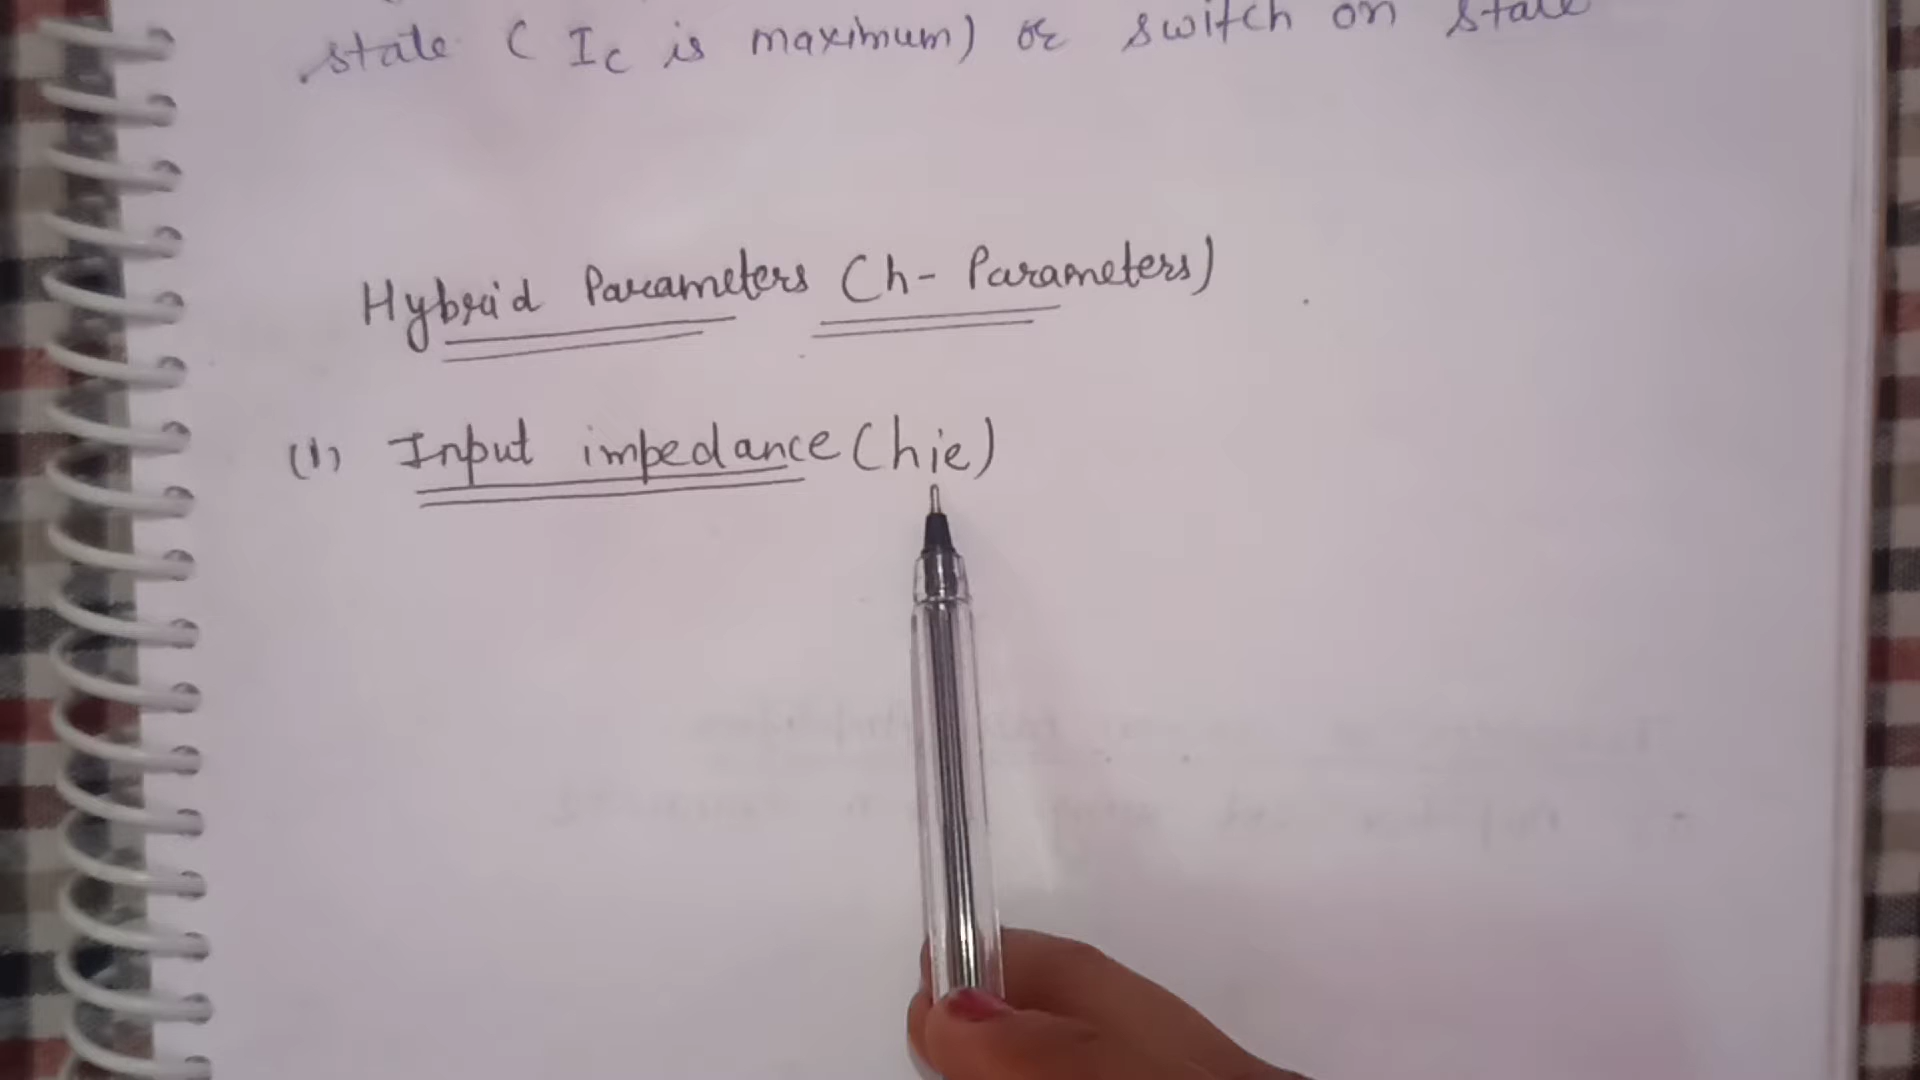 state ( Ic is maximum) or switch on state
Hybrid Parameters (h- Parameters)
(1) Input impedance (hie)